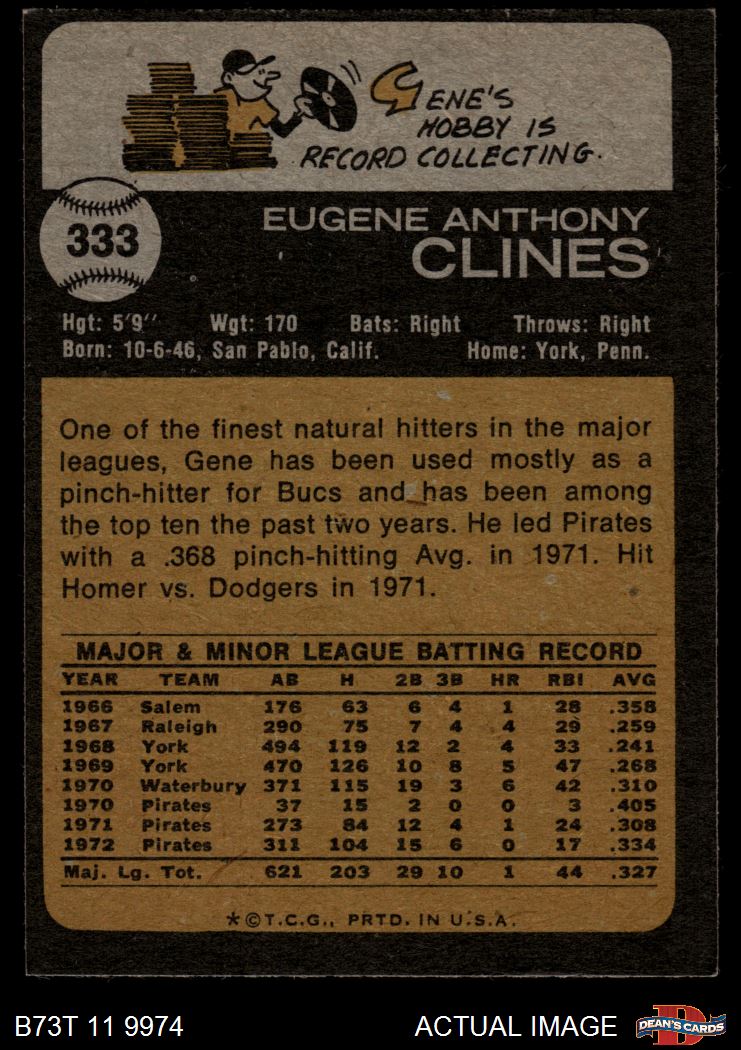 GENE'S
HOBBY IS
RECORD COLLECTING.
333
EUGENE ANTHONY
CLINES
Hgt: 5'9'' Wgt: 170 Bats: Right Throws: Right
Born: 10-6-46, San Pablo, Calif. Home: York, Penn.
One of the finest natural hitters in the major
leagues, Gene has been used mostly as a
pinch-hitter for Bucs and has been among
the top ten the past two years. He led Pirates
with a .368 pinch-hitting Avg. in 1971. Hit
Homer vs. Dodgers in 1971.
MAJOR & MINOR LEAGUE BATTING RECORD
YEAR TEAM AB H 2B 3B HR RBI AVG
1966 Salem 176 63 6 4 1 28 .358
1967 Raleigh 290 75 7 4 4 29 .259
1968 York 494 119 12 2 4 33 .241
1969 York 470 126 10 8 5 47 .268
1970 Waterbury 371 115 19 3 6 42 .310
1970 Pirates 37 15 2 0 0 3 .405
1971 Pirates 273 84 12 4 1 24 .308
1972 Pirates 311 104 15 6 0 17 .334
Maj. Lg. Tot. 621 203 29 10 1 44 .327
*©T.C.G., PRTD. IN U.S.A.
B73T 11 9974 ACTUAL IMAGE DEAN'S CARDS